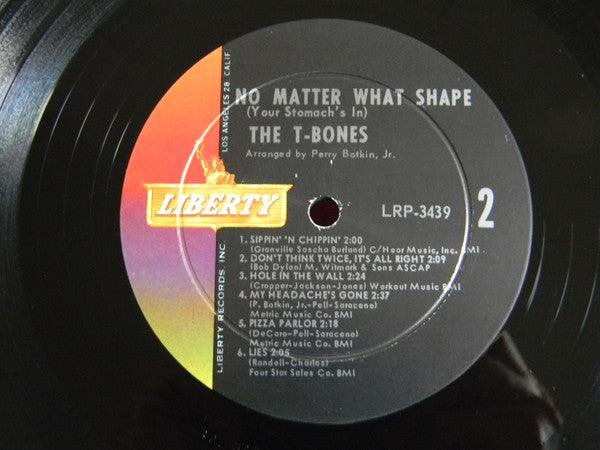 NO MATTER WHAT SHAPE
(Your Stomach's In)
THE T-BONES
Arranged by Perry Botkin, Jr.
LOS ANGELES 28 CALIF
LIBERTY
LIBERTY RECORDS, INC.
LRP-3439
2
1. SIPPIN' 'N CHIPPIN' 2:00
(Granville Sascha Burland) C/Hear Music, Inc. BMI
2. DON'T THINK TWICE, IT'S ALL RIGHT 2:09
(Bob Dylan) M. Witmark & Sons ASCAP
3. HOLE IN THE WALL 2:24
(Cropper-Jackson-Jones) Workout Music BMI
4. MY HEADACHE'S GONE 2:37
(P. Botkin, Jr.-Pell-Saraceno)
Metric Music Co. BMI
5. PIZZA PARLOR 2:18
(DeCaro-Pell-Saraceno)
Metric Music Co. BMI
6. LIES 2:05
(Randell-Charles)
Four Star Sales Co. BMI